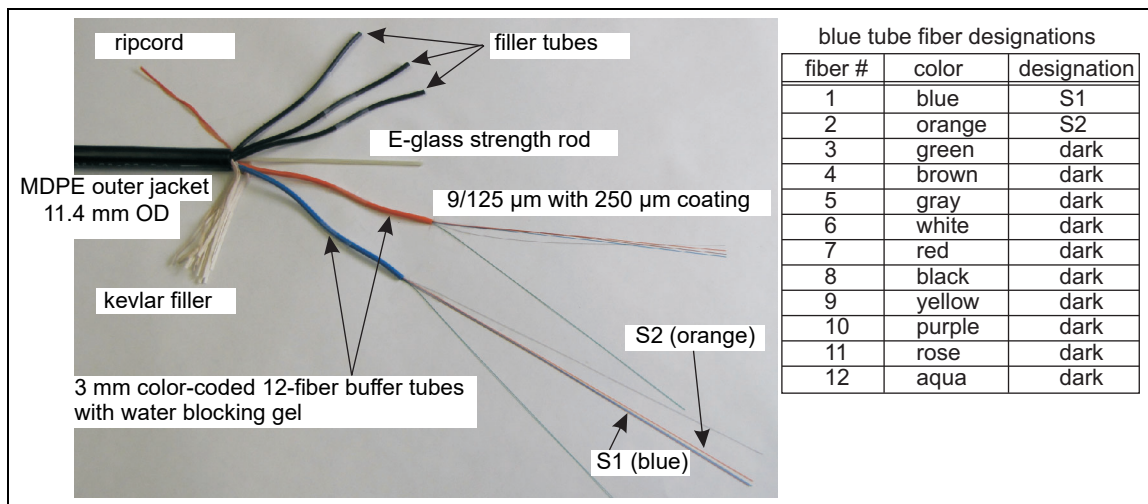 ripcord
filler tubes
E-glass strength rod
MDPE outer jacket
11.4 mm OD
9/125 µm with 250 µm coating
kevlar filler
S2 (orange)
3 mm color-coded 12-fiber buffer tubes
with water blocking gel
S1 (blue)
blue tube fiber designations
fiber # color designation
1 blue S1
2 orange S2
3 green dark
4 brown dark
5 gray dark
6 white dark
7 red dark
8 black dark
9 yellow dark
10 purple dark
11 rose dark
12 aqua dark